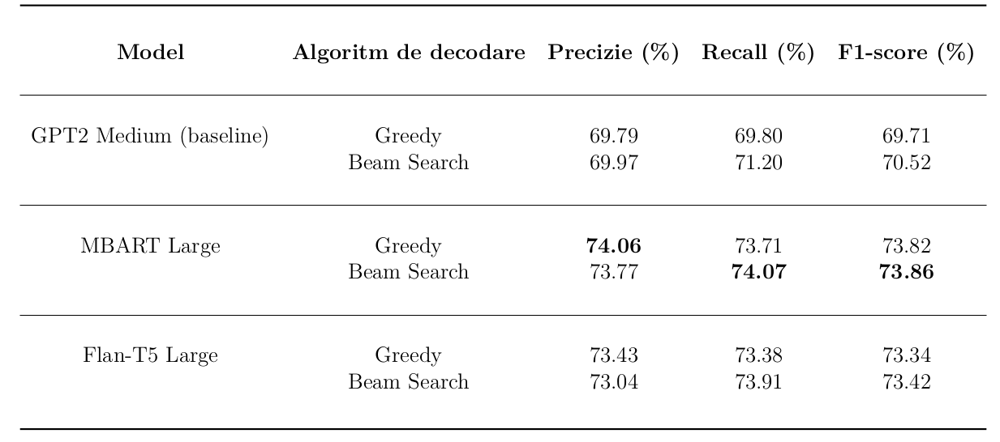 Model Algoritm de decodare Precizie (%) Recall (%) F1-score (%)
GPT2 Medium (baseline) Greedy 69.79 69.80 69.71
Beam Search 69.97 71.20 70.52
MBART Large Greedy 74.06 73.71 73.82
Beam Search 73.77 74.07 73.86
Flan-T5 Large Greedy 73.43 73.38 73.34
Beam Search 73.04 73.91 73.42